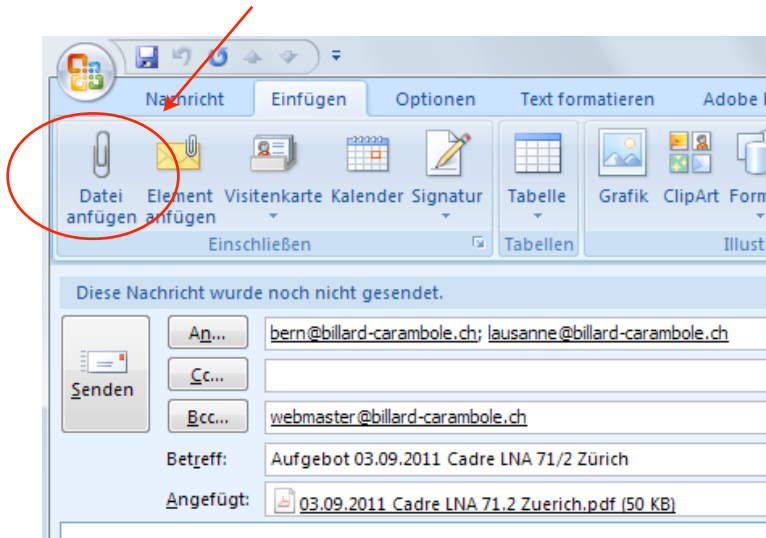 Nachricht Einfügen Optionen Text formatieren Adobe
Datei anfügen Element anfügen Visitenkarte Kalender Signatur Tabelle Grafik ClipArt Form
Einschließen Tabellen Illust
Diese Nachricht wurde noch nicht gesendet.
An... bern@billard-carambole.ch; lausanne@billard-carambole.ch
Senden
Cc...
Bcc... webmaster@billard-carambole.ch
Betreff: Aufgebot 03.09.2011 Cadre LNA 71/2 Zürich
Angefügt: 03.09.2011 Cadre LNA 71.2 Zuerich.pdf (50 KB)